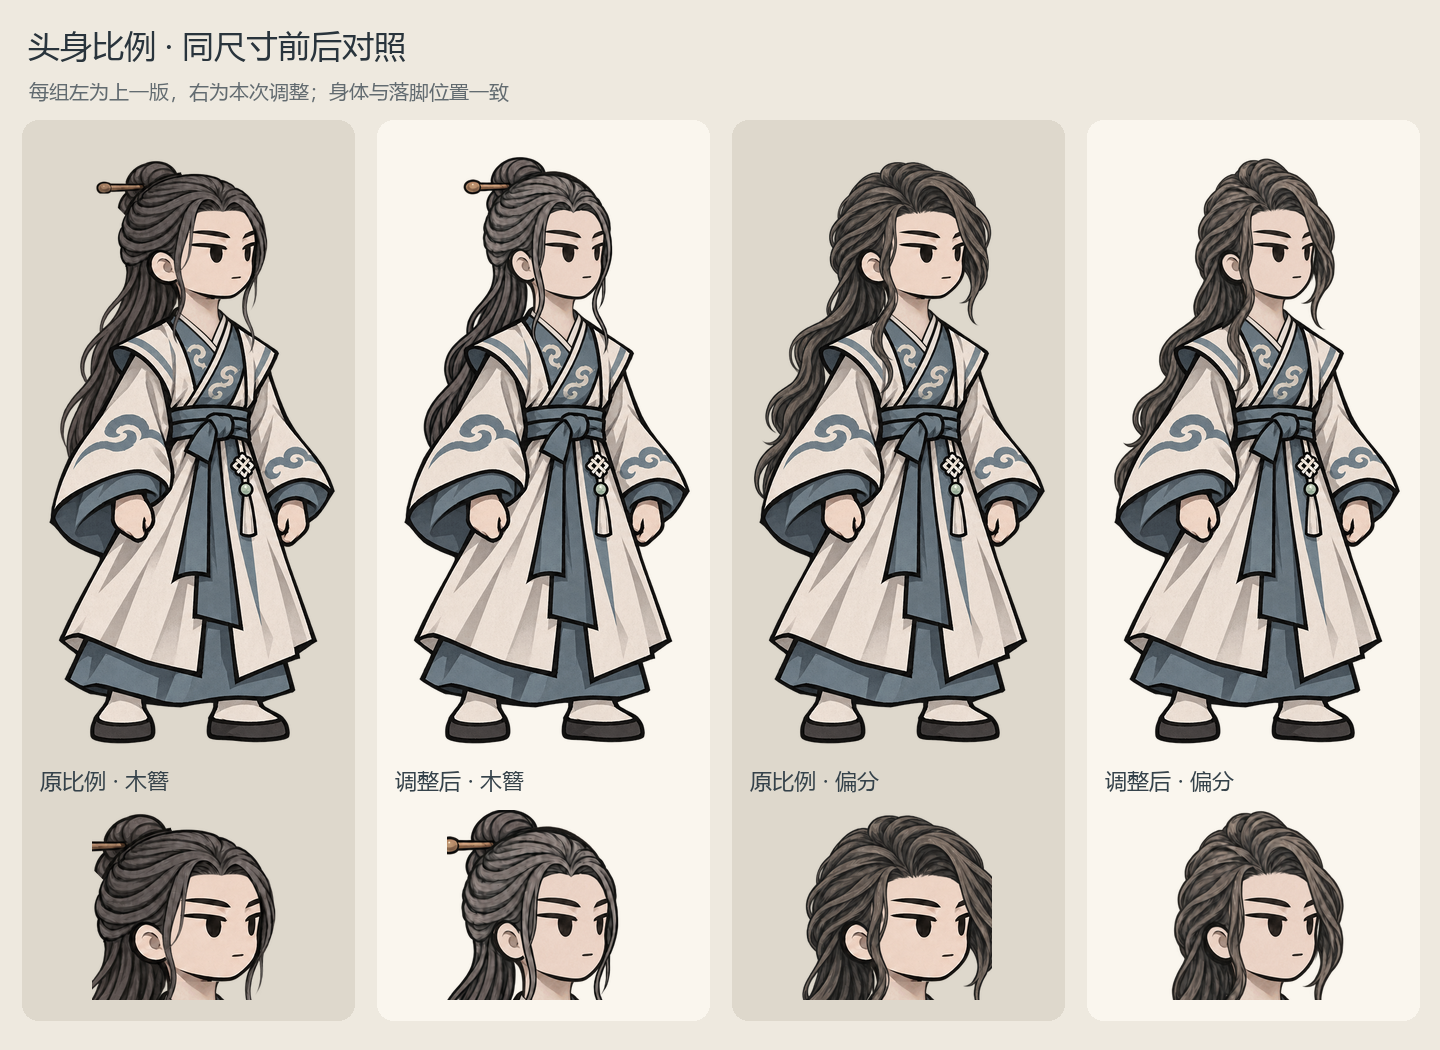 头身比例 · 同尺寸前后对照
每组左为上一版，右为本次调整；身体与落脚位置一致
原比例 · 木簪
调整后 · 木簪
原比例 · 偏分
调整后 · 偏分